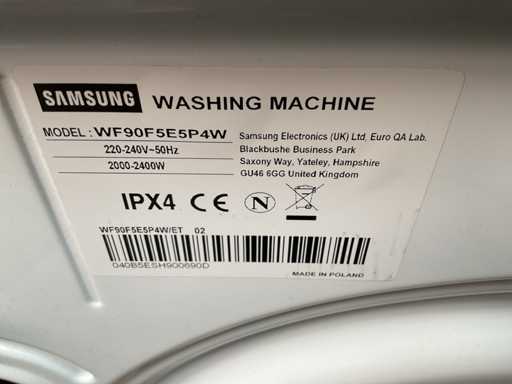 SAMSUNG WASHING MACHINE
MODEL : WF90F5E5P4W
220-240V~50Hz
2000-2400W
Samsung Electronics (UK) Ltd, Euro QA Lab.
Blackbushe Business Park
Saxony Way, Yateley, Hampshire
GU46 6GG United Kingdom
IPX4 CE N
WF90F5E5P4W/ET 02
040B5ESH900690D
MADE IN POLAND